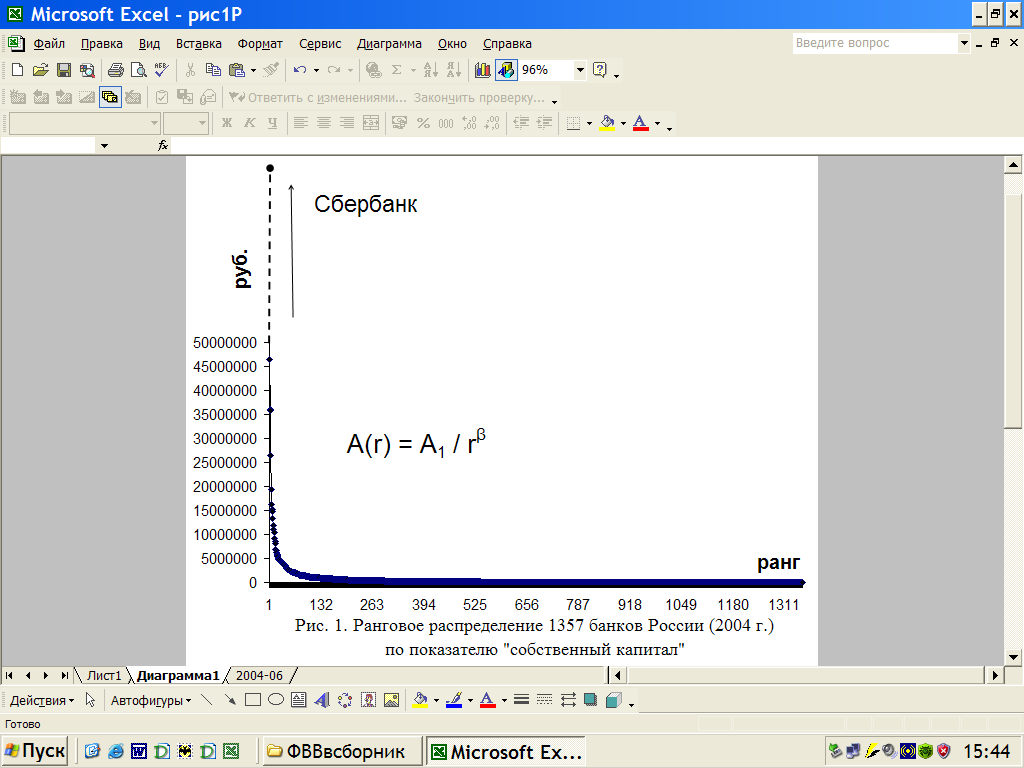 Microsoft Excel - рис1Р
Файл Правка Вид Вставка Формат Сервис Диаграмма Окно Справка
Введите вопрос
96%
Ответить с изменениями... Закончить проверку...
Ж К Ч
% 000
fx
Сбербанк
руб.
50000000
45000000
40000000
35000000
30000000
25000000
20000000
15000000
10000000
5000000
0
A(r) = A₁ / r^β
ранг
1 132 263 394 525 656 787 918 1049 1180 1311
Рис. 1. Ранговое распределение 1357 банков России (2004 г.)
по показателю "собственный капитал"
Лист1 Диаграмма1 2004-06
Действия Автофигуры
Готово
Пуск ФВВвсборник Microsoft Ex... 15:44